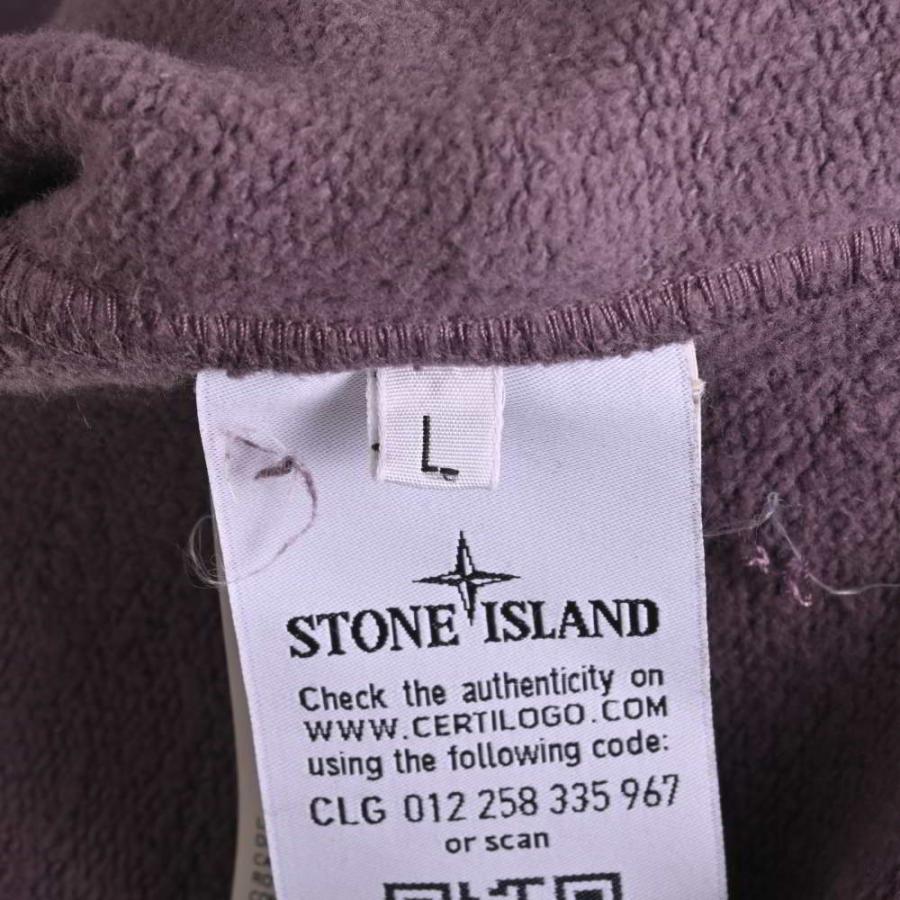 L
STONE ISLAND
Check the authenticity on
WWW.CERTILOGO.COM
using the following code:
CLG 012 258 335 967
or scan